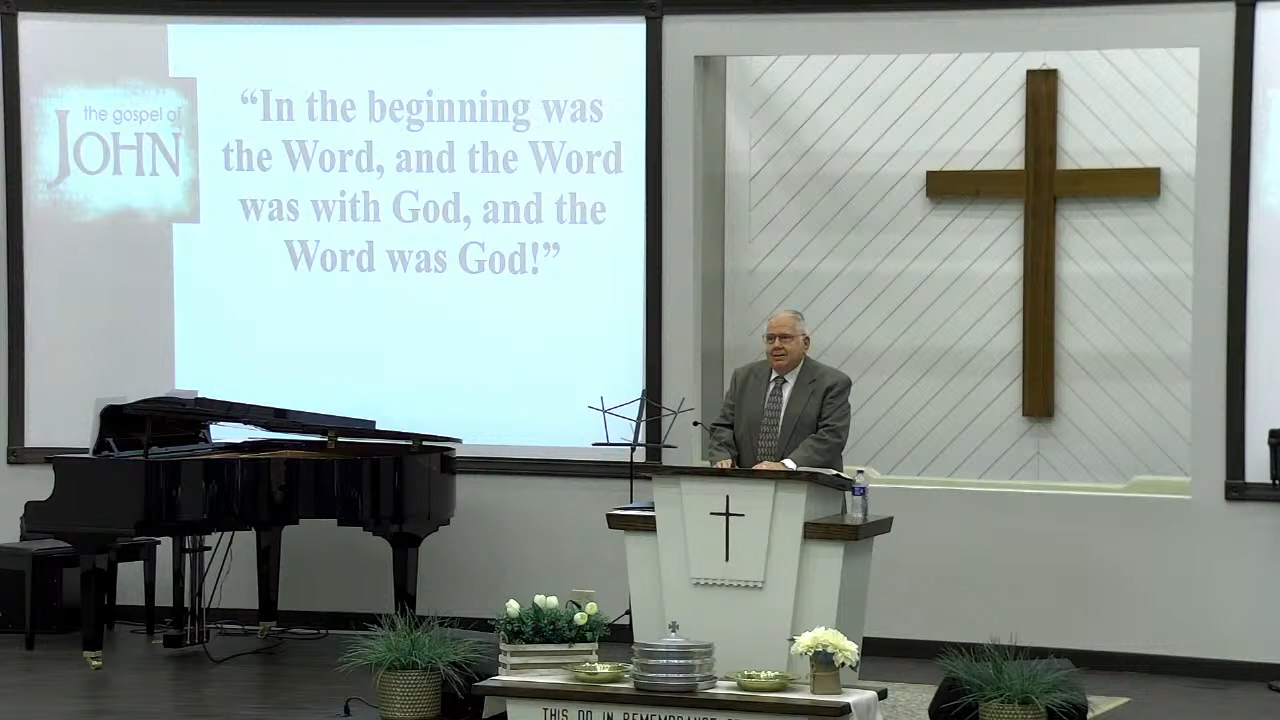 the gospel of
JOHN
“In the beginning was
the Word, and the Word
was with God, and the
Word was God!”
THIS DO IN REMEMBRANCE